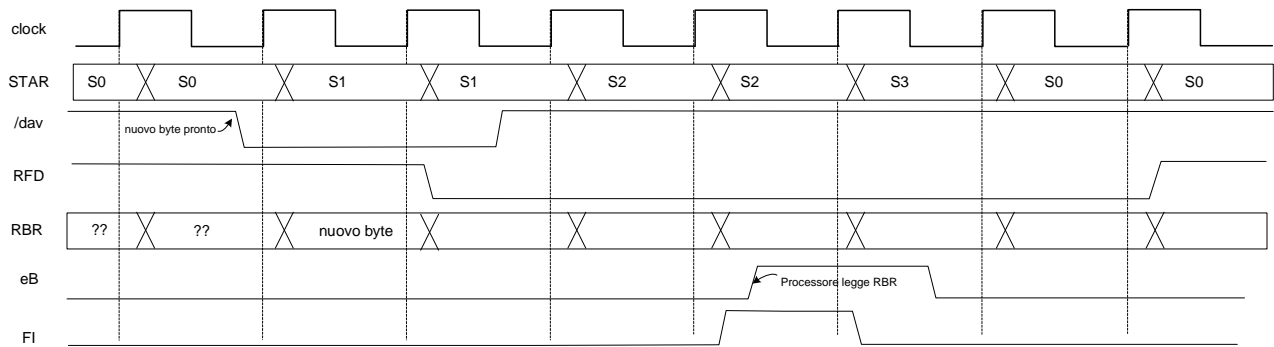 clock
STAR S0 S0 S1 S1 S2 S2 S3 S0 S0
/dav nuovo byte pronto
RFD
RBR ?? ?? nuovo byte
eB Processore legge RBR
FI